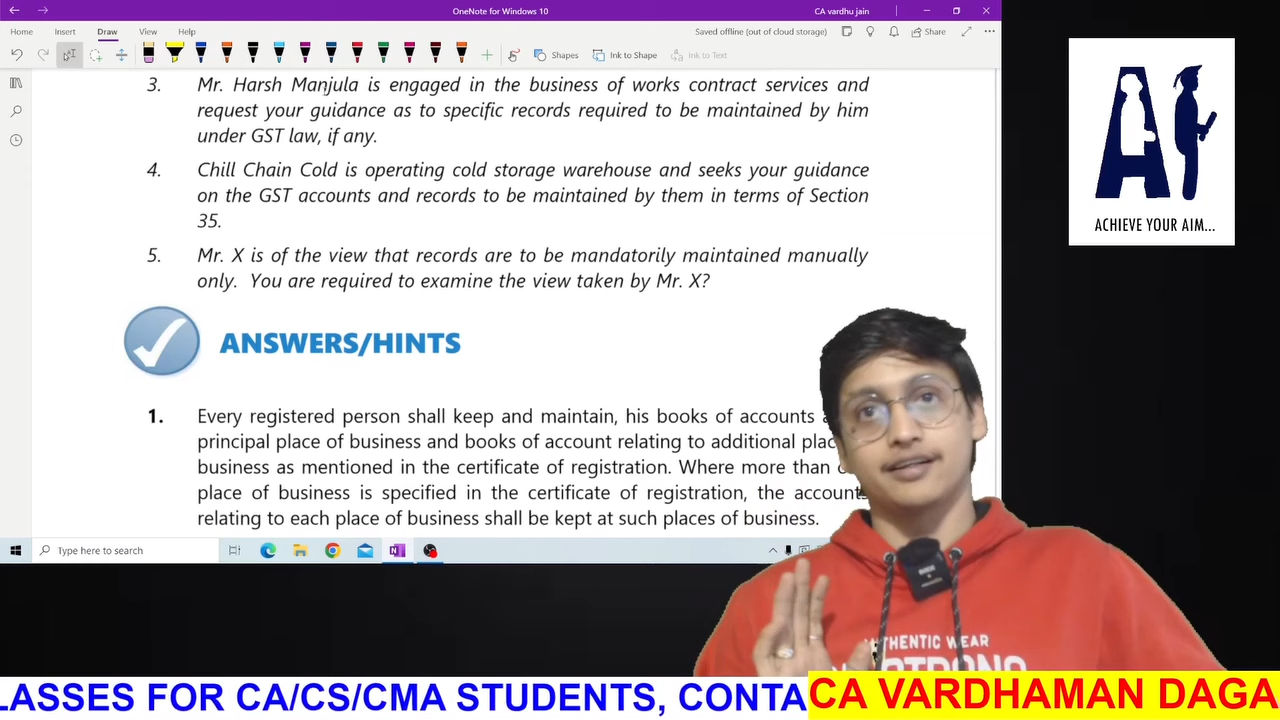 OneNote for Windows 10
CA vardhu jain
Home Insert Draw View Help
Saved offline (out of cloud storage)
Share
Shapes
Ink to Shape
Ink to Text
3. Mr. Harsh Manjula is engaged in the business of works contract services and
request your guidance as to specific records required to be maintained by him
under GST law, if any.
4. Chill Chain Cold is operating cold storage warehouse and seeks your guidance
on the GST accounts and records to be maintained by them in terms of Section
35.
5. Mr. X is of the view that records are to be mandatorily maintained manually
only. You are required to examine the view taken by Mr. X?
ANSWERS/HINTS
1. Every registered person shall keep and maintain, his books of accounts
principal place of business and books of account relating to additional
business as mentioned in the certificate of registration. Where more than
place of business is specified in the certificate of registration, the accounts
relating to each place of business shall be kept at such places of business.
Type here to search
ACHIEVE YOUR AIM...
AUTHENTIC WEAR
LASSES FOR CA/CS/CMA STUDENTS, CONTA
CA VARDHAMAN DAGA